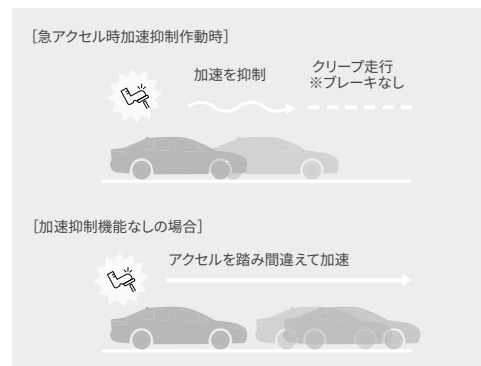 ［急アクセル時加速抑制作動時］
加速を抑制
クリープ走行
※ブレーキなし
［加速抑制機能なしの場合］
アクセルを踏み間違えて加速